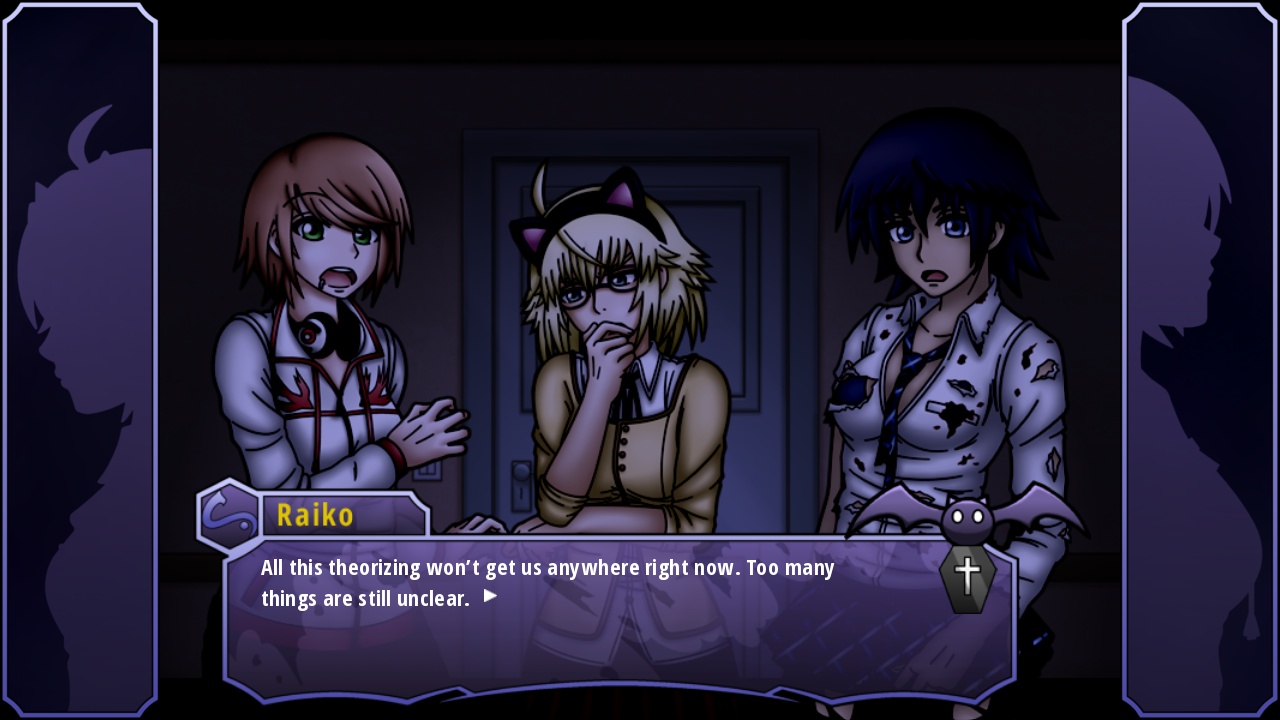 Raiko
All this theorizing won’t get us anywhere right now. Too many
things are still unclear.